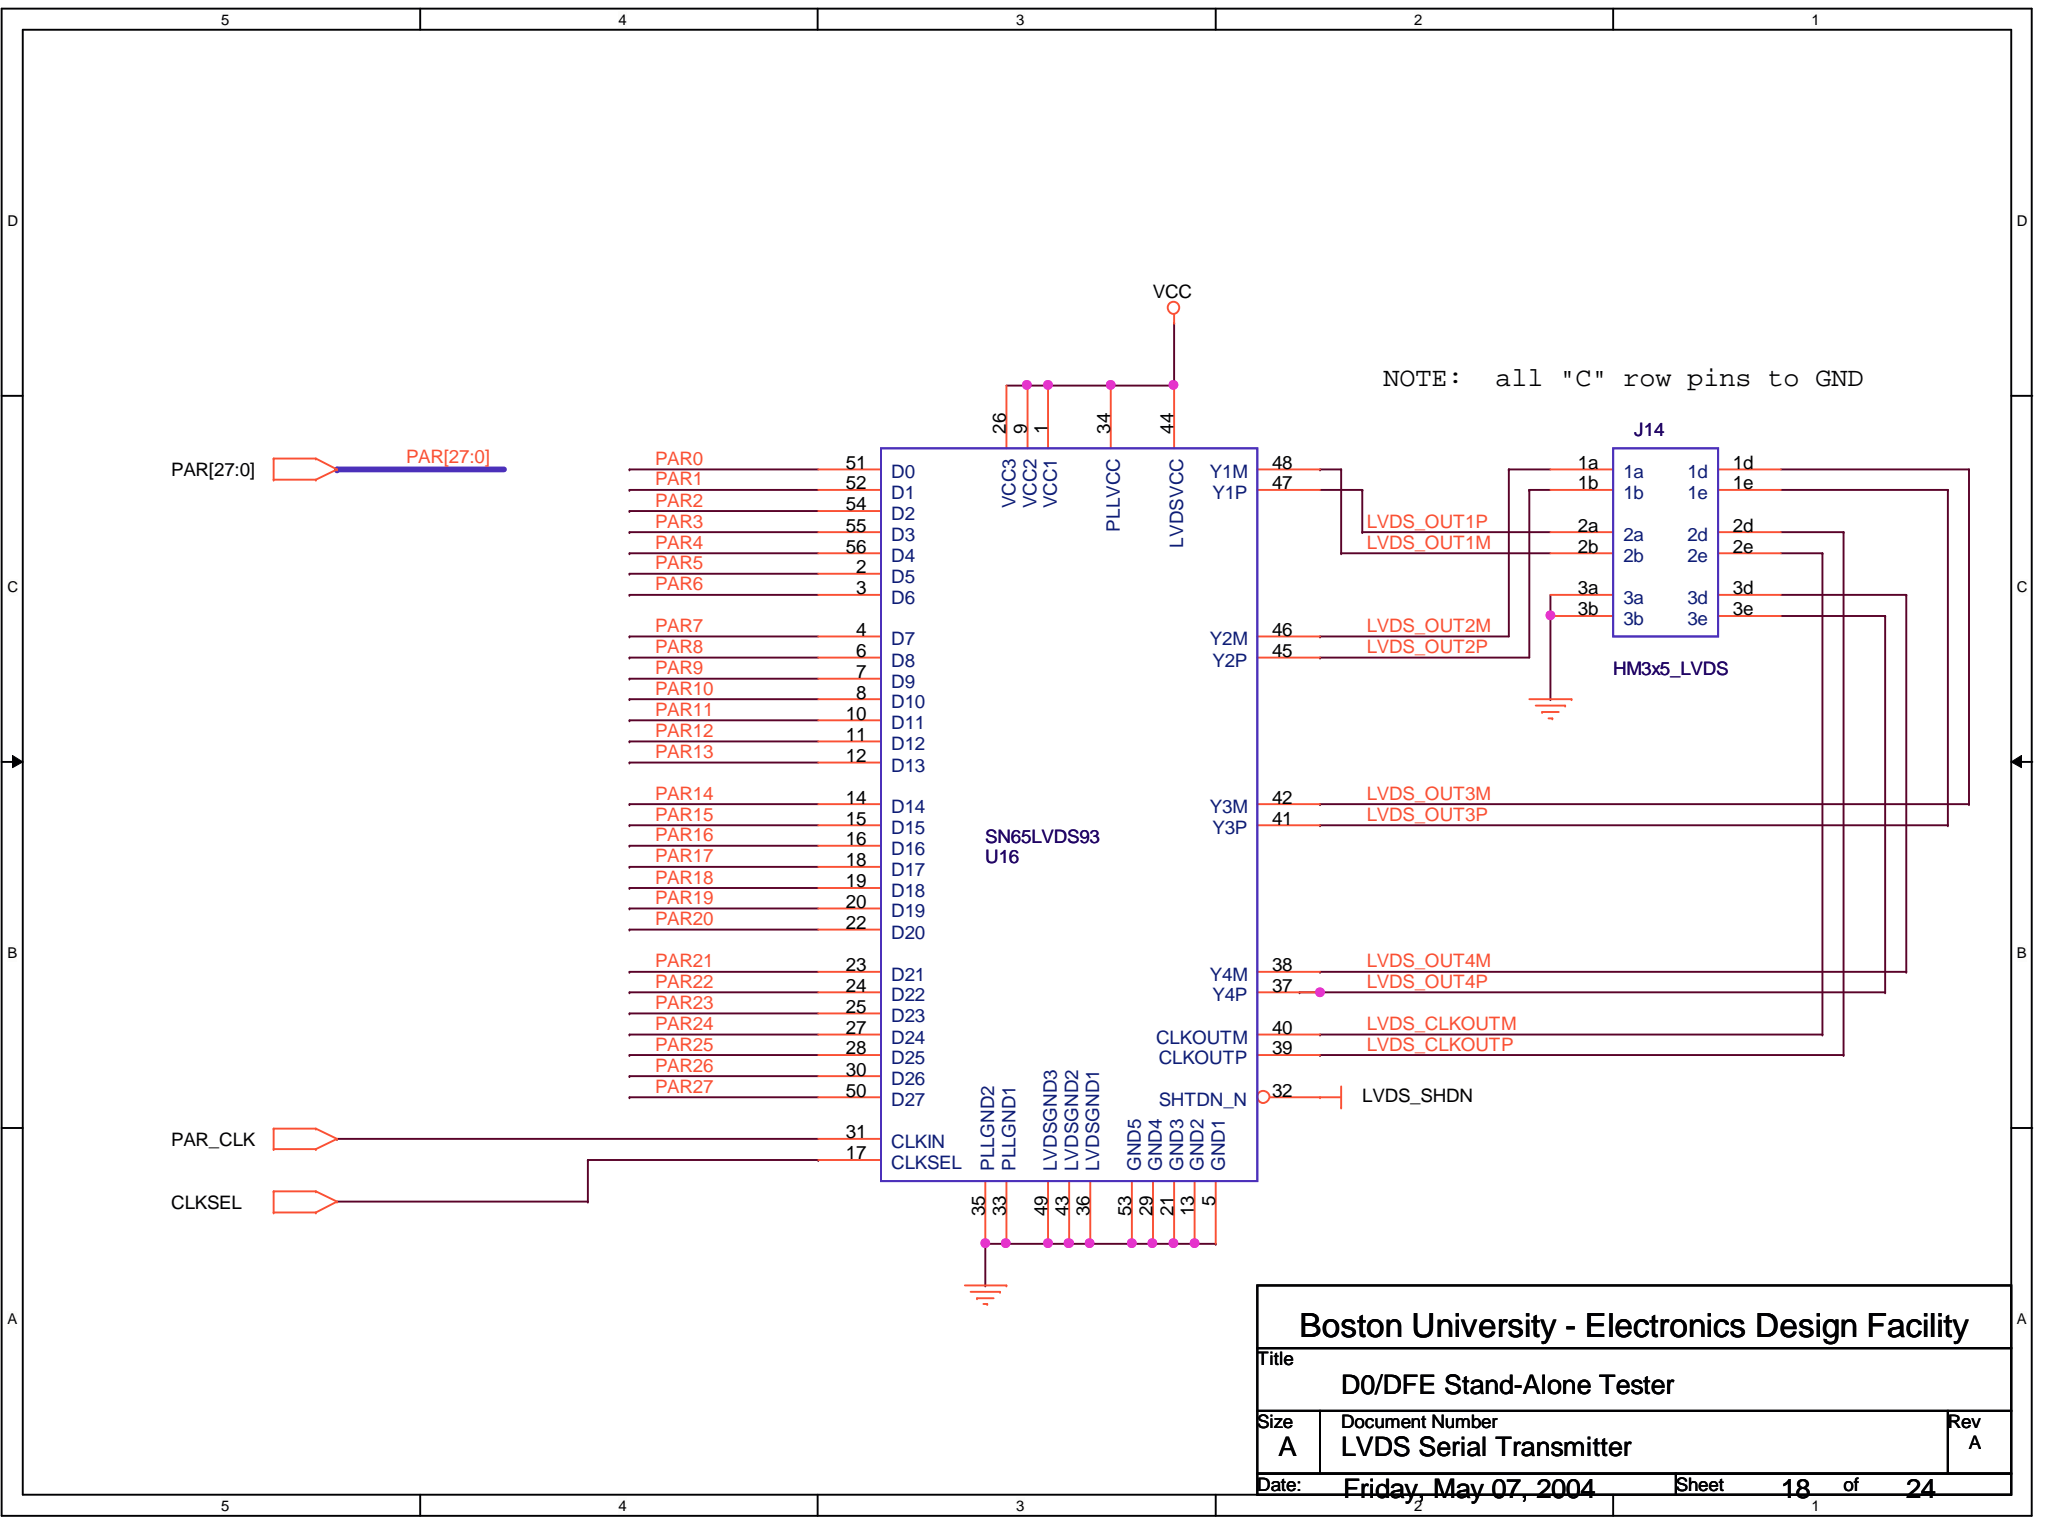 5 4 3 2 1
D D
VCC
NOTE: all "C" row pins to GND
J14
26 9 1 34 44
VCC3 VCC2 VCC1 PLLVCC LVDSVCC
PAR[27:0] PAR[27:0]
PAR0 51 D0 Y1M 48 1a 1a 1d 1d
PAR1 52 D1 Y1P 47 1b 1b 1e 1e
PAR2 54 D2
PAR3 55 D3 LVDS_OUT1P 2a 2a 2d 2d
PAR4 56 D4 LVDS_OUT1M 2b 2b 2e 2e
PAR5 2 D5
C C
PAR6 3 D6 3a 3a 3d 3d
3b 3b 3e 3e
PAR7 4 D7 Y2M 46 LVDS_OUT2M
PAR8 6 D8 Y2P 45 LVDS_OUT2P
HM3x5_LVDS
PAR9 7 D9
PAR10 8 D10
PAR11 10 D11
PAR12 11 D12
PAR13 12 D13
PAR14 14 D14 Y3M 42 LVDS_OUT3M
PAR15 15 D15 Y3P 41 LVDS_OUT3P
PAR16 16 D16
SN65LVDS93
U16
PAR17 18 D17
PAR18 19 D18
PAR19 20 D19
PAR20 22 D20
B B
PAR21 23 D21 Y4M 38 LVDS_OUT4M
PAR22 24 D22 Y4P 37 LVDS_OUT4P
PAR23 25 D23
PAR24 27 D24 CLKOUTM 40 LVDS_CLKOUTM
PAR25 28 D25 CLKOUTP 39 LVDS_CLKOUTP
PAR26 30 D26
PAR27 50 D27 SHTDN_N 32 LVDS_SHDN
PAR_CLK 31 CLKIN
17 CLKSEL
CLKSEL
PLLGND2 PLLGND1 LVDSGND3 LVDSGND2 LVDSGND1 GND5 GND4 GND3 GND2 GND1
35 33 49 43 36 53 29 21 13 5
A A
Boston University - Electronics Design Facility
Title
D0/DFE Stand-Alone Tester
Size Document Number Rev
A LVDS Serial Transmitter A
Date: Friday, May 07, 2004 Sheet 18 of 24
5 4 3 2 1